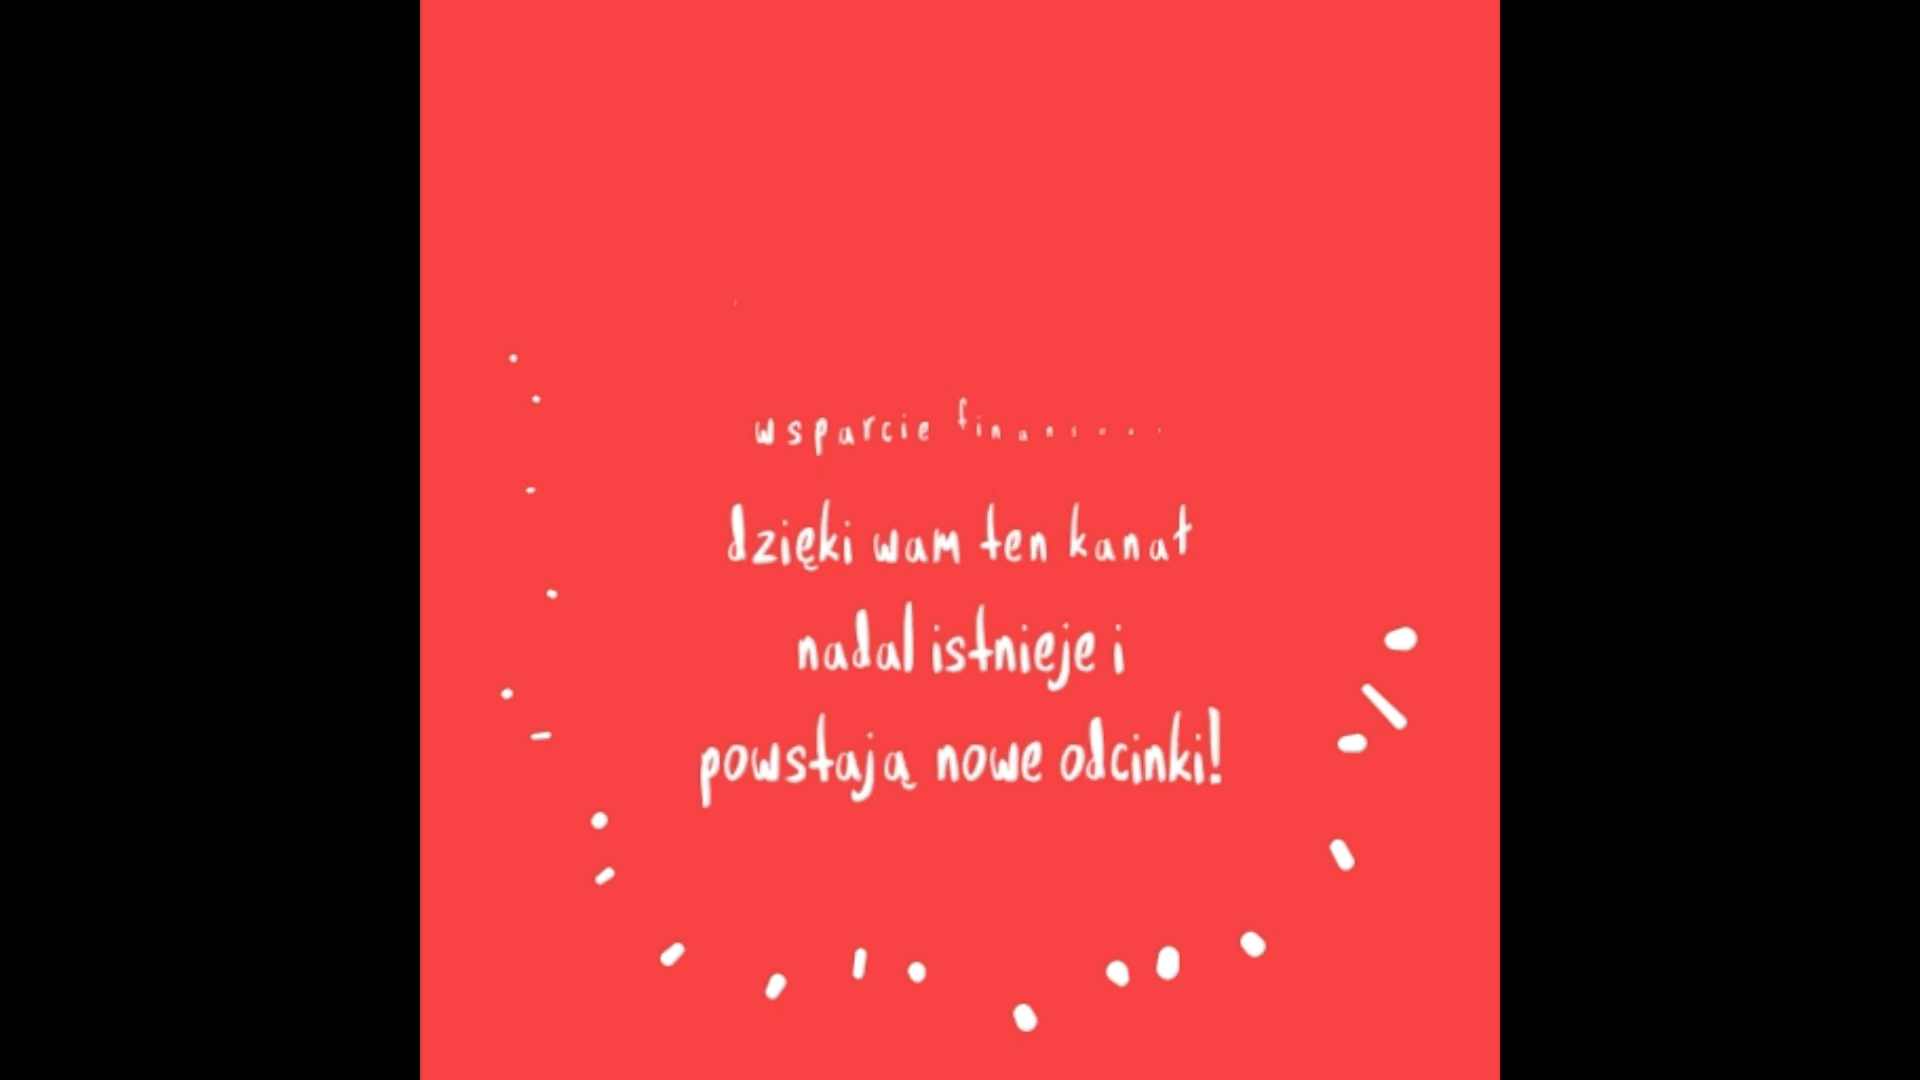 wsparcie
dzięki wam ten kanał
nadal istnieje i
powstają nowe odcinki!